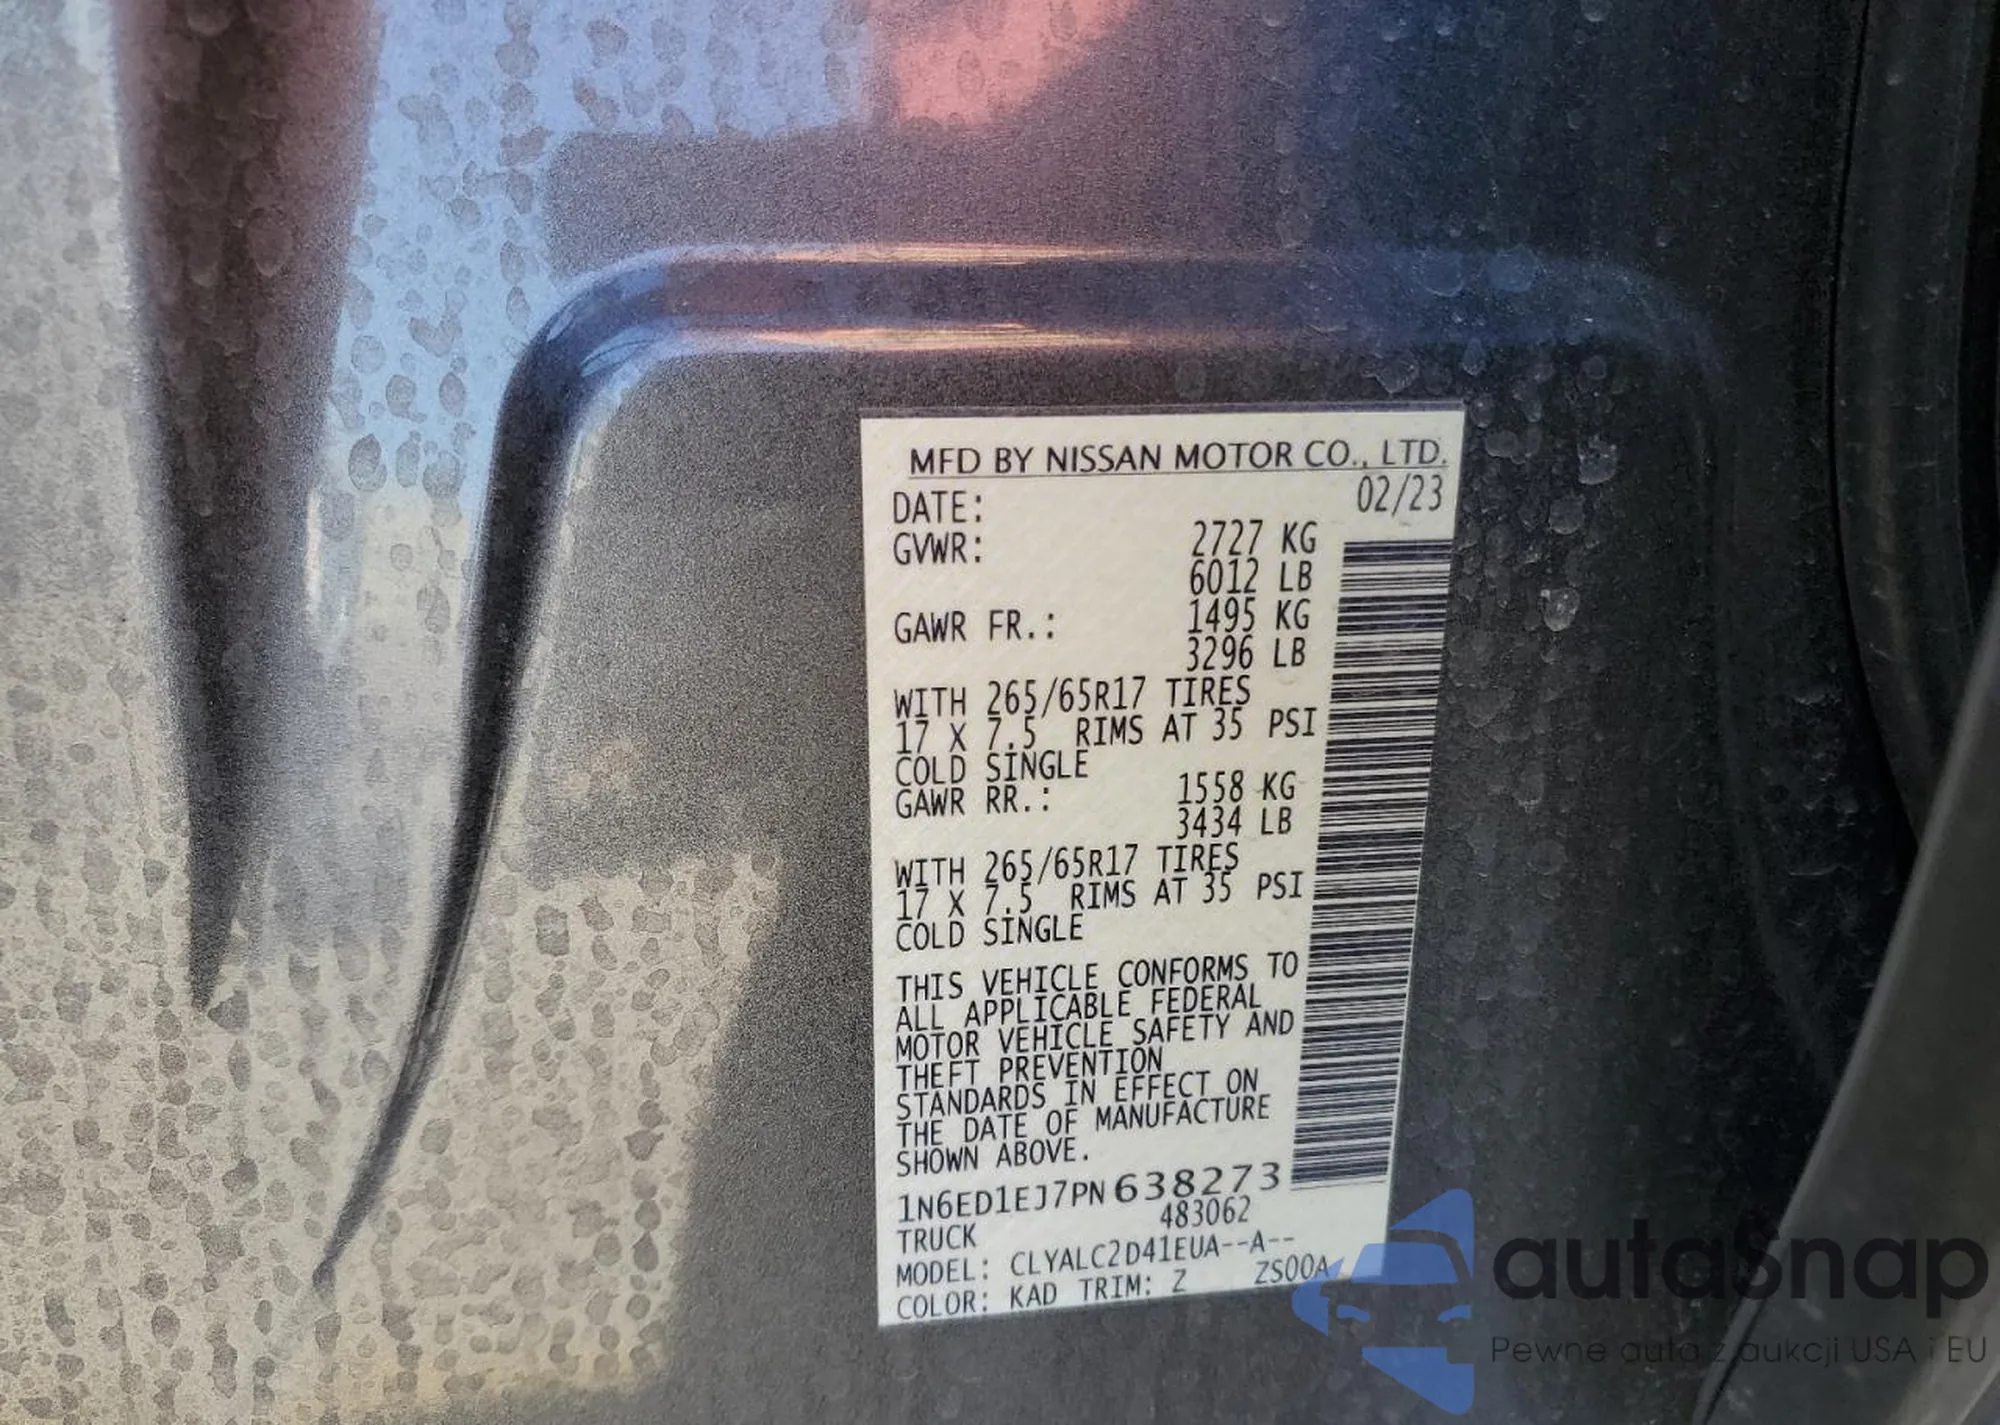 MFD BY NISSAN MOTOR CO., LTD.
DATE: 02/23
GVWR: 2727 KG
6012 LB
GAWR FR.: 1495 KG
3296 LB
WITH 265/65R17 TIRES
17 X 7.5 RIMS AT 35 PSI
COLD SINGLE
GAWR RR.: 1558 KG
3434 LB
WITH 265/65R17 TIRES
17 X 7.5 RIMS AT 35 PSI
COLD SINGLE
THIS VEHICLE CONFORMS TO
ALL APPLICABLE FEDERAL
MOTOR VEHICLE SAFETY AND
THEFT PREVENTION
STANDARDS IN EFFECT ON
THE DATE OF MANUFACTURE
SHOWN ABOVE.
1N6ED1EJ7PN638273
TRUCK 483062
MODEL: CLYALC2D41EUA--A--
COLOR: KAD TRIM: Z ZS00A
autaSnap
Pewne auta z aukcji USA i EU